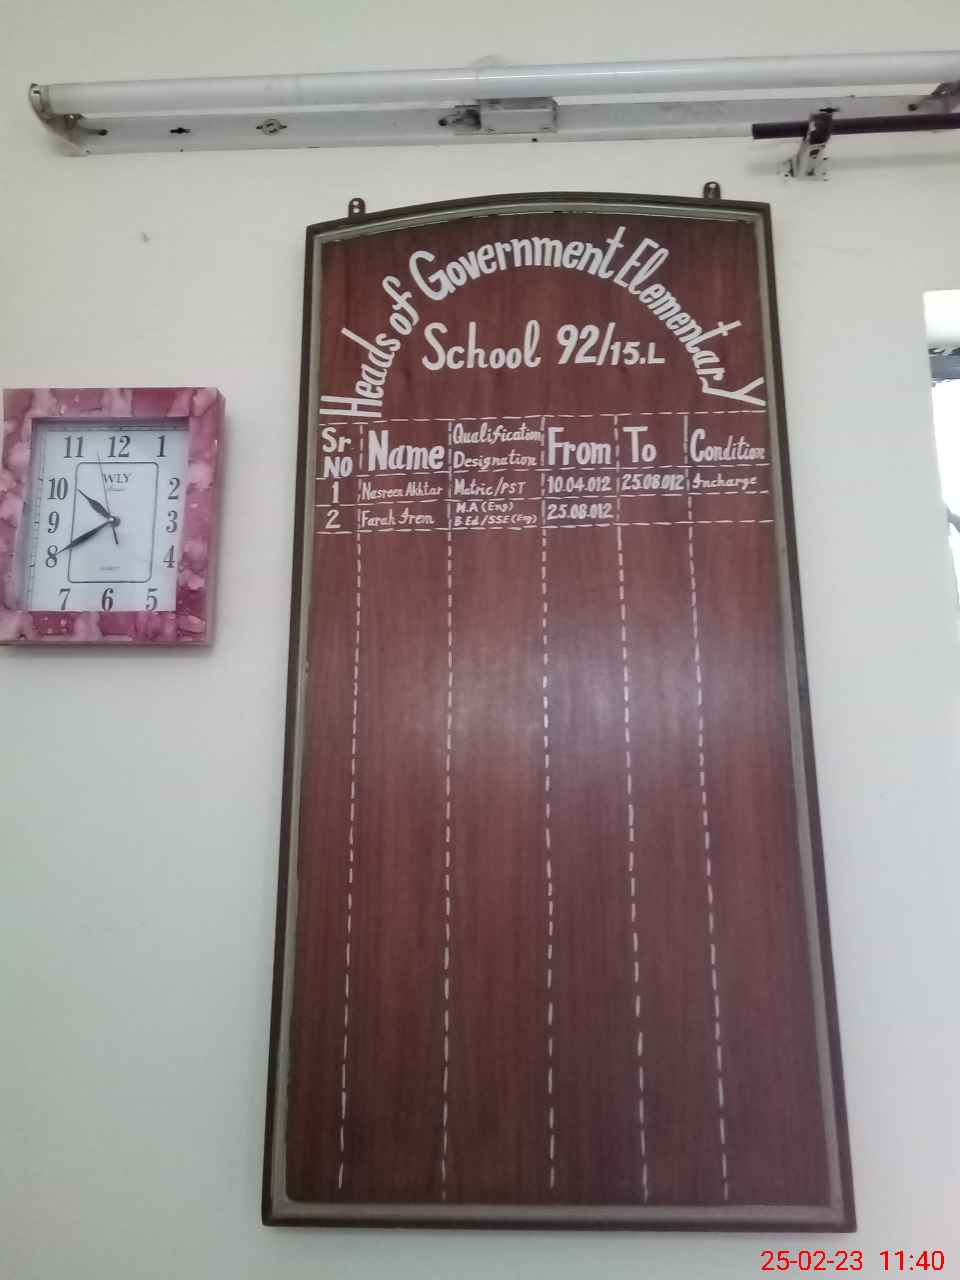 Heads of Government Elementary
School 92/15.L
Sr NO Name Qualification Designation From To Condition
1 Nasreen Akhtar Matric/PST 10.04.012 25.08.012 Incharge
2 Farah Irem M.A (Eng) B.Ed/SSE (Eng) 25.08.012
11 12 1
10 2
9 3
8 4
7 6 5
25-02-23 11:40